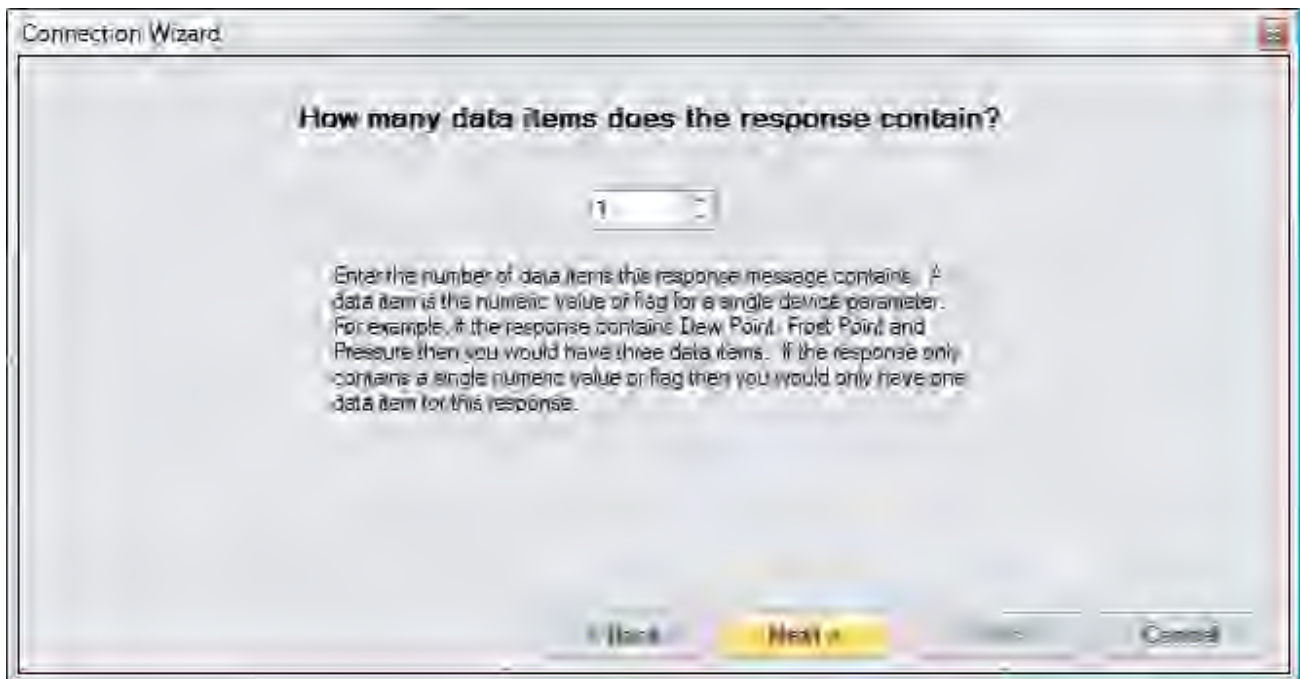 Connection Wizard
How many data items does the response contain?
1
Enter the number of data items this response message contains. A
data item is the numeric value or flag for a single device parameter.
For example, if the response contains Dew Point, Frost Point and
Pressure then you would have three data items. If the response only
contains a single numeric value or flag then you would only have one
data item for this response.
< Back Next > Cancel